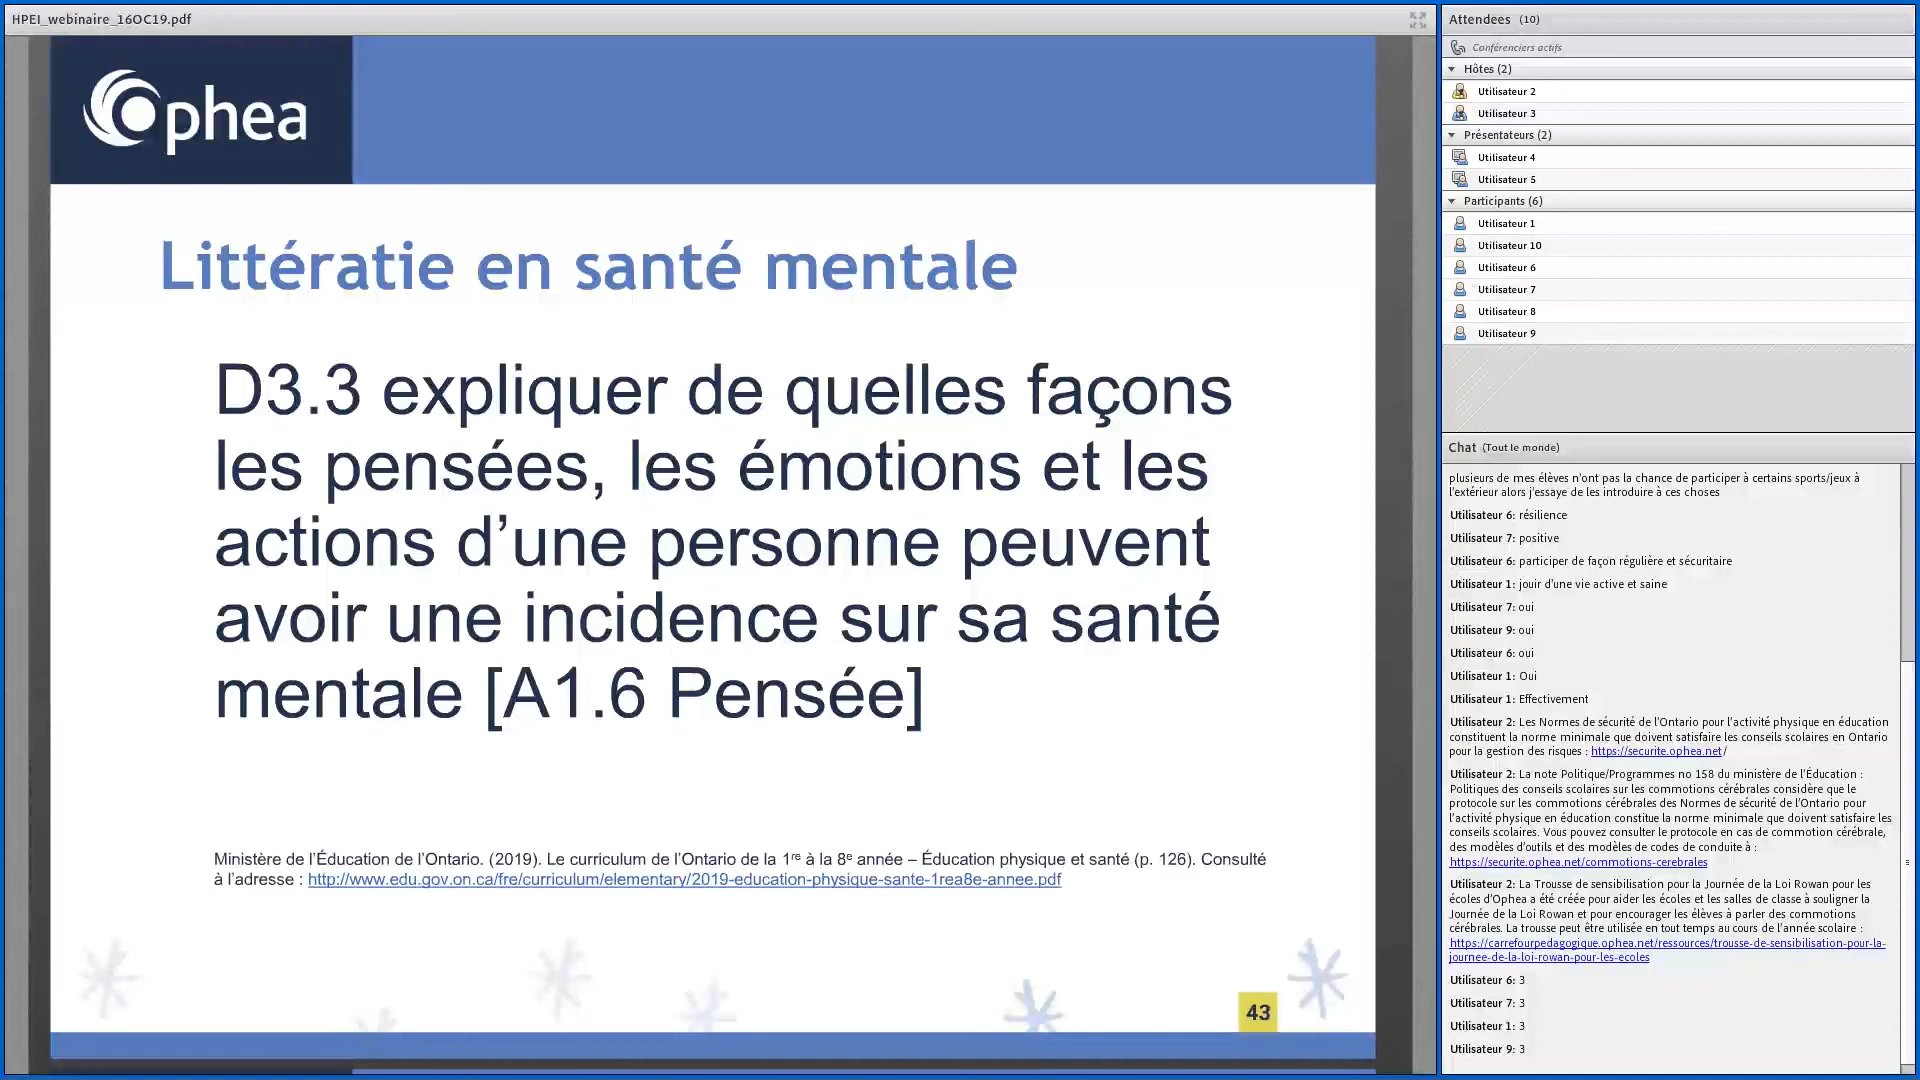 HPEI_webinaire_16OC19.pdf
Ophea
Littératie en santé mentale
D3.3 expliquer de quelles façons
les pensées, les émotions et les
actions d’une personne peuvent
avoir une incidence sur sa santé
mentale [A1.6 Pensée]
Ministère de l’Éducation de l’Ontario. (2019). Le curriculum de l’Ontario de la 1re à la 8e année – Éducation physique et santé (p. 126). Consulté
à l’adresse : http://www.edu.gov.on.ca/fre/curriculum/elementary/2019-education-physique-sante-1rea8e-annee.pdf
43
Attendees (10)
Conférenciers actifs
Hôtes (2)
Utilisateur 2
Utilisateur 3
Présentateurs (2)
Utilisateur 4
Utilisateur 5
Participants (6)
Utilisateur 1
Utilisateur 10
Utilisateur 6
Utilisateur 7
Utilisateur 8
Utilisateur 9
Chat (Tout le monde)
plusieurs de mes élèves n'ont pas la chance de participer à certains sports/jeux à
l'extérieur alors j'essaye de les introduire à ces choses
Utilisateur 6: résilience
Utilisateur 7: positive
Utilisateur 6: participer de façon régulière et sécuritaire
Utilisateur 1: jouir d'une vie active et saine
Utilisateur 7: oui
Utilisateur 9: oui
Utilisateur 6: oui
Utilisateur 1: Oui
Utilisateur 1: Effectivement
Utilisateur 2: Les Normes de sécurité de l’Ontario pour l’activité physique en éducation
constituent la norme minimale que doivent satisfaire les conseils scolaires en Ontario
pour la gestion des risques : https://securite.ophea.net/
Utilisateur 2: La note Politique/Programmes no 158 du ministère de l’Éducation :
Politiques des conseils scolaires sur les commotions cérébrales considère que le
protocole sur les commotions cérébrales des Normes de sécurité de l’Ontario pour
l’activité physique en éducation constitue la norme minimale que doivent satisfaire les
conseils scolaires. Vous pouvez consulter le protocole en cas de commotion cérébrale,
des modèles d’outils et des modèles de codes de conduite à :
https://securite.ophea.net/commotions-cerebrales
Utilisateur 2: La Trousse de sensibilisation pour la Journée de la Loi Rowan pour les
écoles d’Ophea a été créée pour aider les écoles et les salles de classe à souligner la
Journée de la Loi Rowan et pour encourager les élèves à parler des commotions
cérébrales. La trousse peut être utilisée en tout temps au cours de l’année scolaire :
https://carrefourpedagogique.ophea.net/ressources/trousse-de-sensibilisation-pour-la-
journee-de-la-loi-rowan-pour-les-ecoles
Utilisateur 6: 3
Utilisateur 7: 3
Utilisateur 1: 3
Utilisateur 9: 3